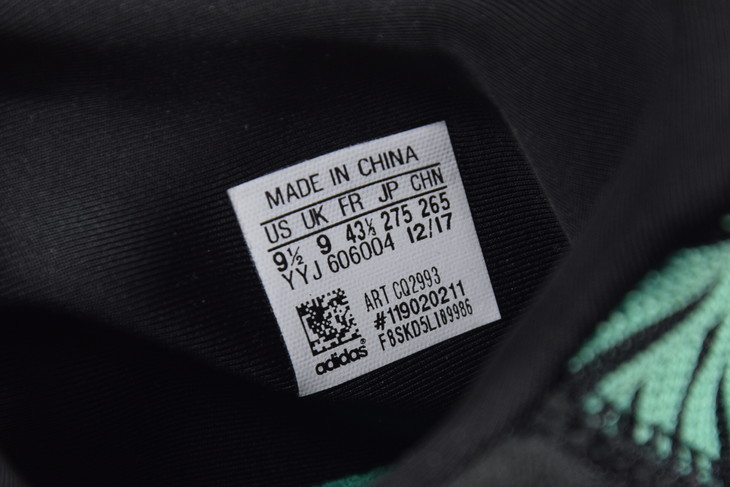 MADE IN CHINA
US UK FR JP CHN
9½ 9 43⅓ 275 265
YYJ 606004 12/17
ART CQ2993
#119020211
F8SKD5LI09986
adidas